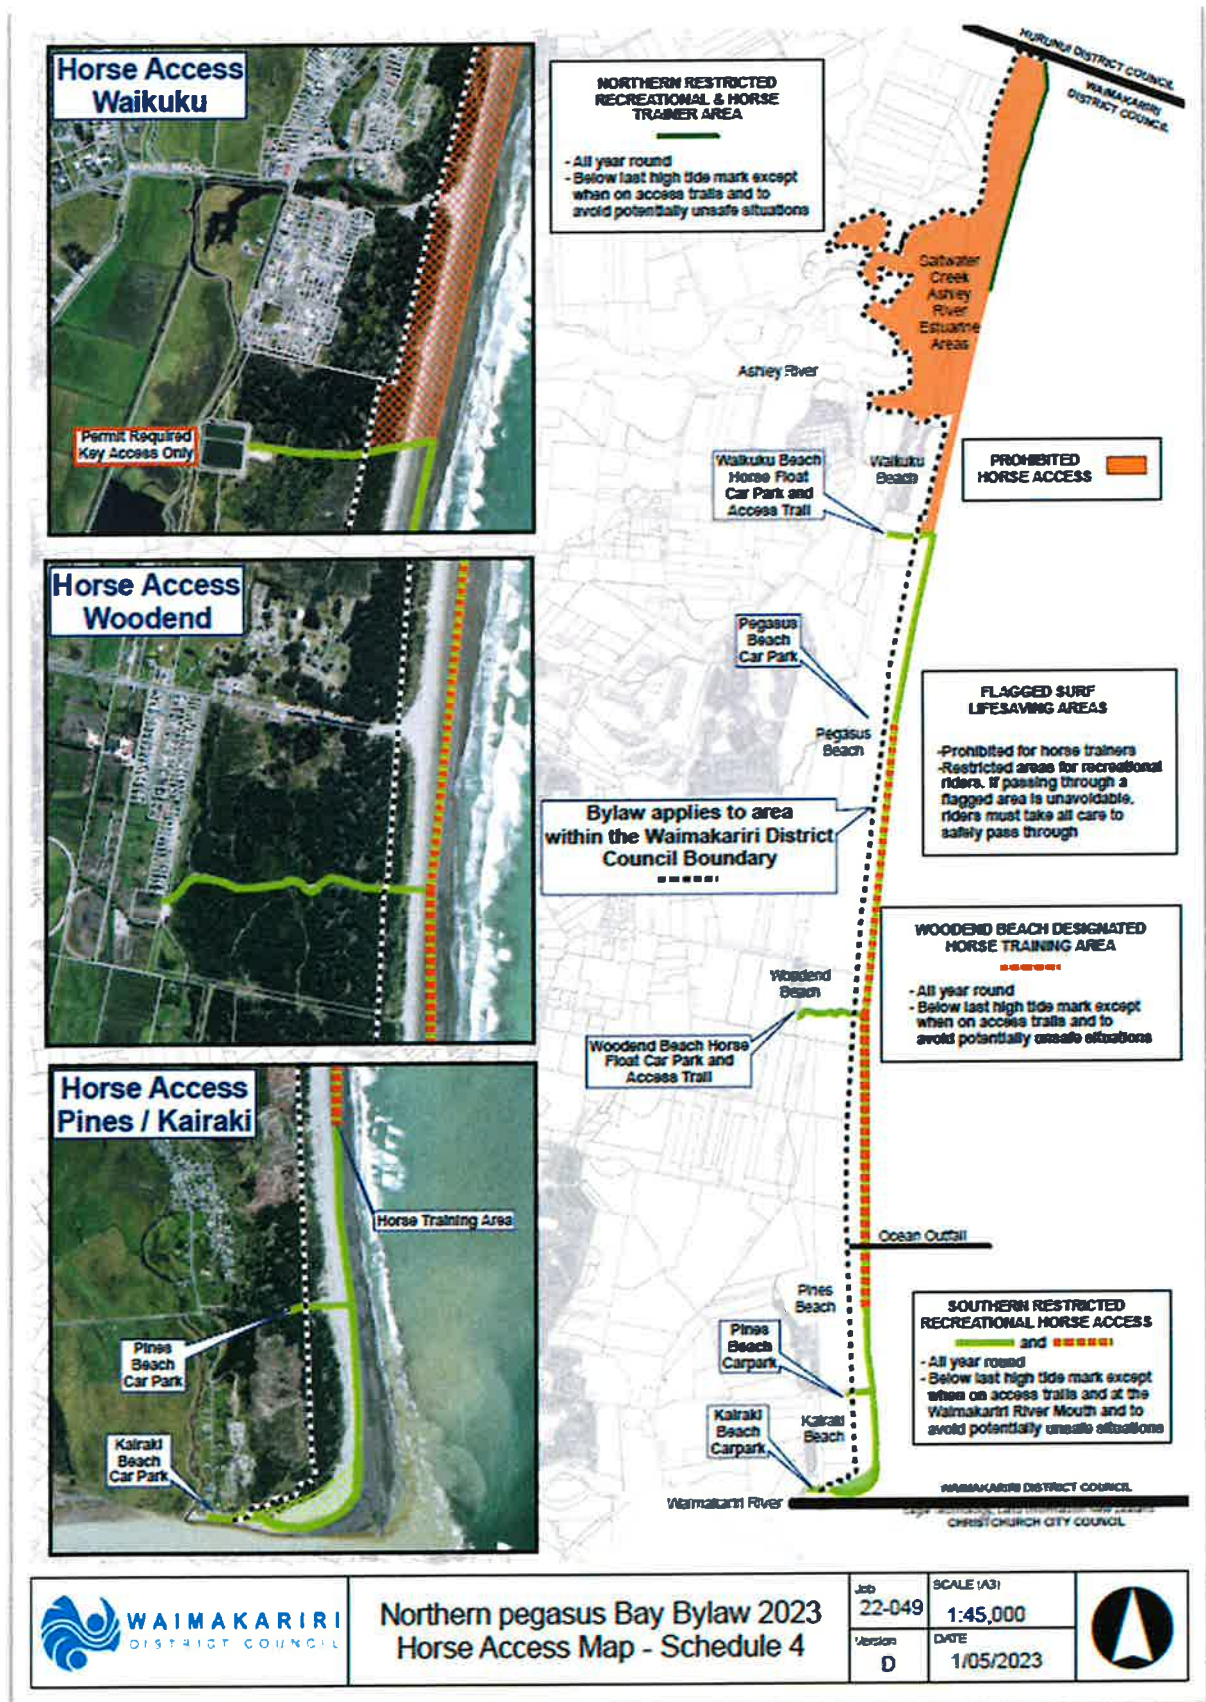 Horse Access
Waikuku
Permit Required
Key Access Only
Horse Access
Woodend
Horse Access
Pines / Kairaki
Horse Training Area
Pines
Beach
Car Park
Kairaki
Beach
Car Park
NORTHERN RESTRICTED
RECREATIONAL & HORSE
TRAINER AREA
- All year round
- Below last high tide mark except
when on access trails and to
avoid potentially unsafe situations
HURUNUI DISTRICT COUNCIL
WAIMAKARIRI
DISTRICT COUNCIL
Saltwater
Creek
Ashley
River
Estuarine
Areas
Ashley River
PROHIBITED
HORSE ACCESS
Waikuku Beach
Horse Float
Car Park and
Access Trail
Waikuku
Beach
Pegasus
Beach
Car Park
Pegasus
Beach
FLAGGED SURF
LIFESAVING AREAS
-Prohibited for horse trainers
-Restricted areas for recreational
riders. If passing through a
flagged area is unavoidable,
riders must take all care to
safely pass through
Bylaw applies to area
within the Waimakariri District
Council Boundary
WOODEND BEACH DESIGNATED
HORSE TRAINING AREA
- All year round
- Below last high tide mark except
when on access trails and to
avoid potentially unsafe situations
Woodend
Beach
Woodend Beach Horse
Float Car Park and
Access Trail
Ocean Outfall
Pines
Beach
Pines
Beach
Carpark
SOUTHERN RESTRICTED
RECREATIONAL HORSE ACCESS
and
- All year round
- Below last high tide mark except
when on access trails and at the
Waimakariri River Mouth and to
avoid potentially unsafe situations
Kairaki
Beach
Carpark
Kairaki
Beach
Waimakariri River
WAIMAKARIRI DISTRICT COUNCIL
CHRISTCHURCH CITY COUNCIL
WAIMAKARIRI
DISTRICT COUNCIL
Northern pegasus Bay Bylaw 2023
Horse Access Map - Schedule 4
Job
22-049
SCALE (A3)
1:45,000
Version
D
DATE
1/05/2023